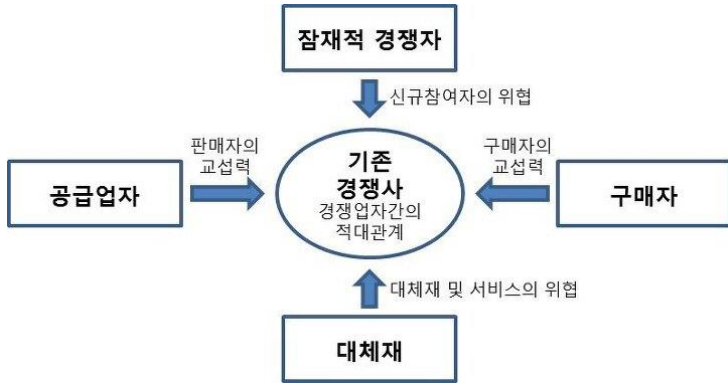 잠재적 경쟁자
신규참여자의 위협
판매자의
교섭력
구매자의
교섭력
공급업자
기존
경쟁사
경쟁업자간의
적대관계
구매자
대체재 및 서비스의 위협
대체재